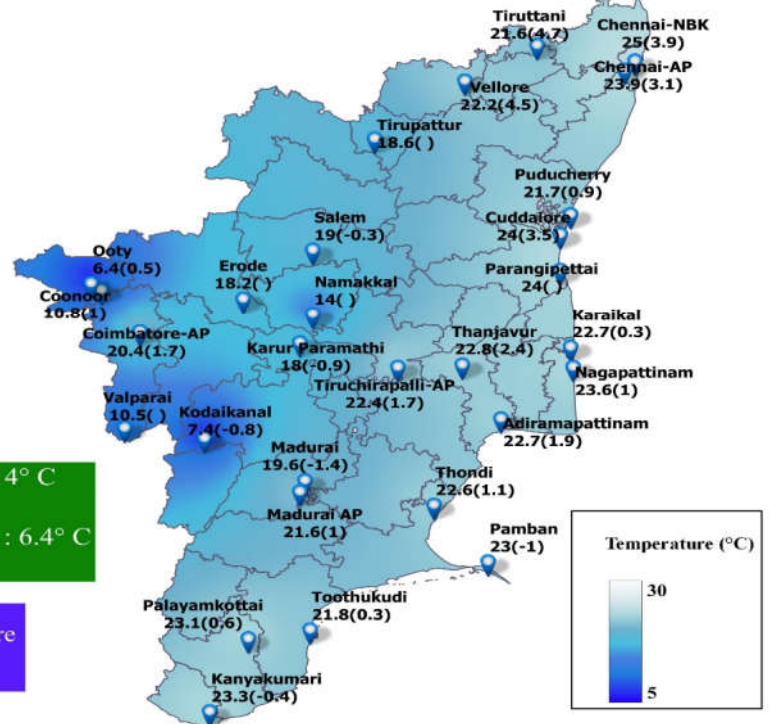 Tiruttani
21.6(4.7)
Chennai-NBK
25(3.9)
Chennai-AP
23.9(3.1)
Vellore
22.2(4.5)
Tirupattur
18.6( )
Puducherry
21.7(0.9)
Cuddalore
24(3.5)
Salem
19(-0.3)
Ooty
6.4(0.5)
Erode
18.2( )
Namakkal
14( )
Parangipettai
24( )
Coonoor
10.8(1)
Coimbatore-AP
20.4(1.7)
Karur Paramathi
18(-0.9)
Thanjavur
22.8(2.4)
Karaikal
22.7(0.3)
Tiruchirapalli-AP
22.4(1.7)
Nagapattinam
23.6(1)
Valparai
10.5( )
Kodaikanal
7.4(-0.8)
Adiramapattinam
22.7(1.9)
Madurai
19.6(-1.4)
Thondi
22.6(1.1)
4° C
: 6.4° C
Madurai AP
21.6(1)
Pamban
23(-1)
Temperature (°C)
30
5
re
Palayamkottai
23.1(0.6)
Toothukudi
21.8(0.3)
Kanyakumari
23.3(-0.4)